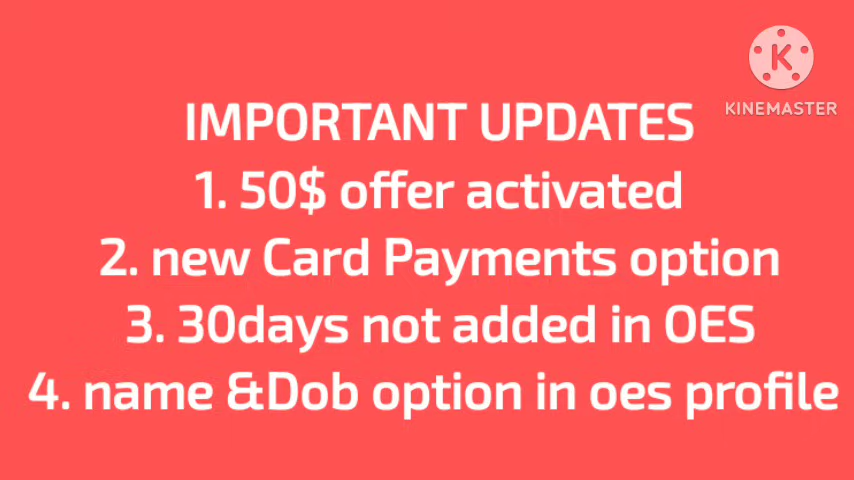 KINEMASTER
IMPORTANT UPDATES
1. 50$ offer activated
2. new Card Payments option
3. 30days not added in OES
4. name &Dob option in oes profile